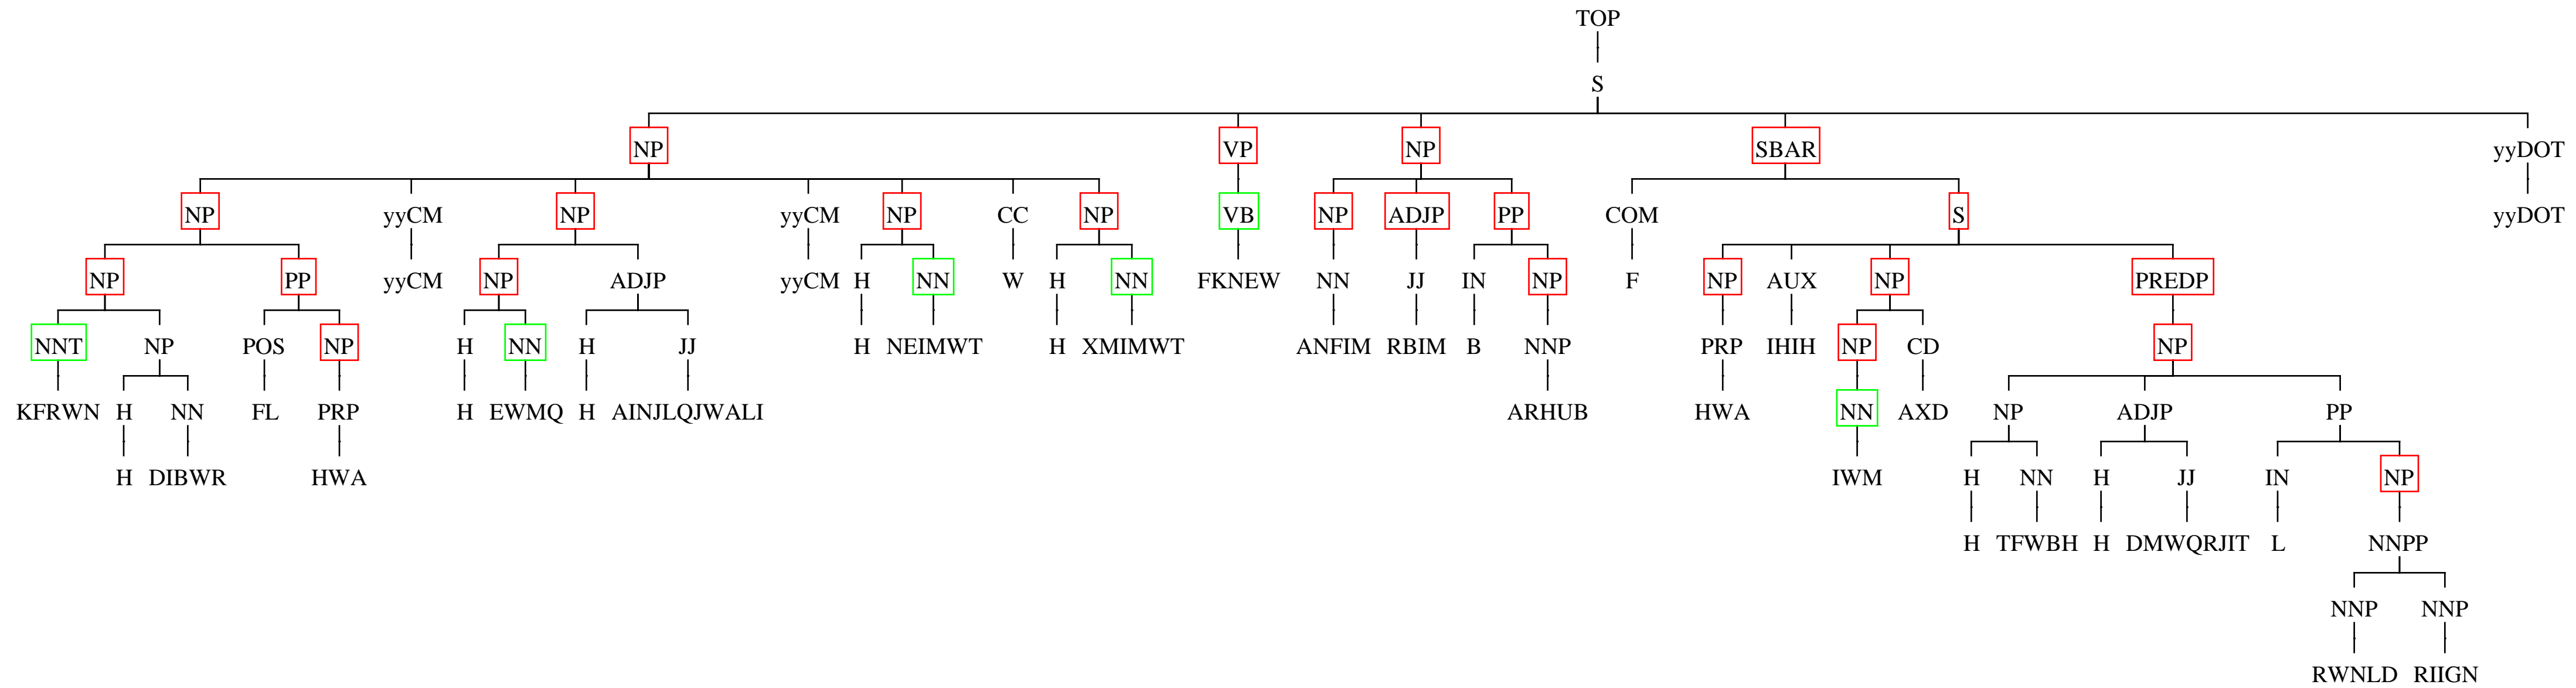 TOP
S
NP VP NP SBAR yyDOT
NP yyCM NP yyCM NP CC NP VB NP ADJP PP COM S yyDOT
NP PP yyCM NP ADJP yyCM H NN W H NN FKNEW NN JJ IN NP F NP AUX NP PREDP
NNT NP POS NP H NN H JJ H NEIMWT H XMIMWT ANFIM RBIM B NNP PRP IHIH NP CD NP
KFRWN H NN FL PRP H EWMQ H AINJLQJWALI ARHUB HWA NN AXD NP ADJP PP
H DIBWR HWA IWM H NN H JJ IN NP
H TFWBH H DMWQRJIT L NNPP
NNP NNP
RWNLD RIIGN